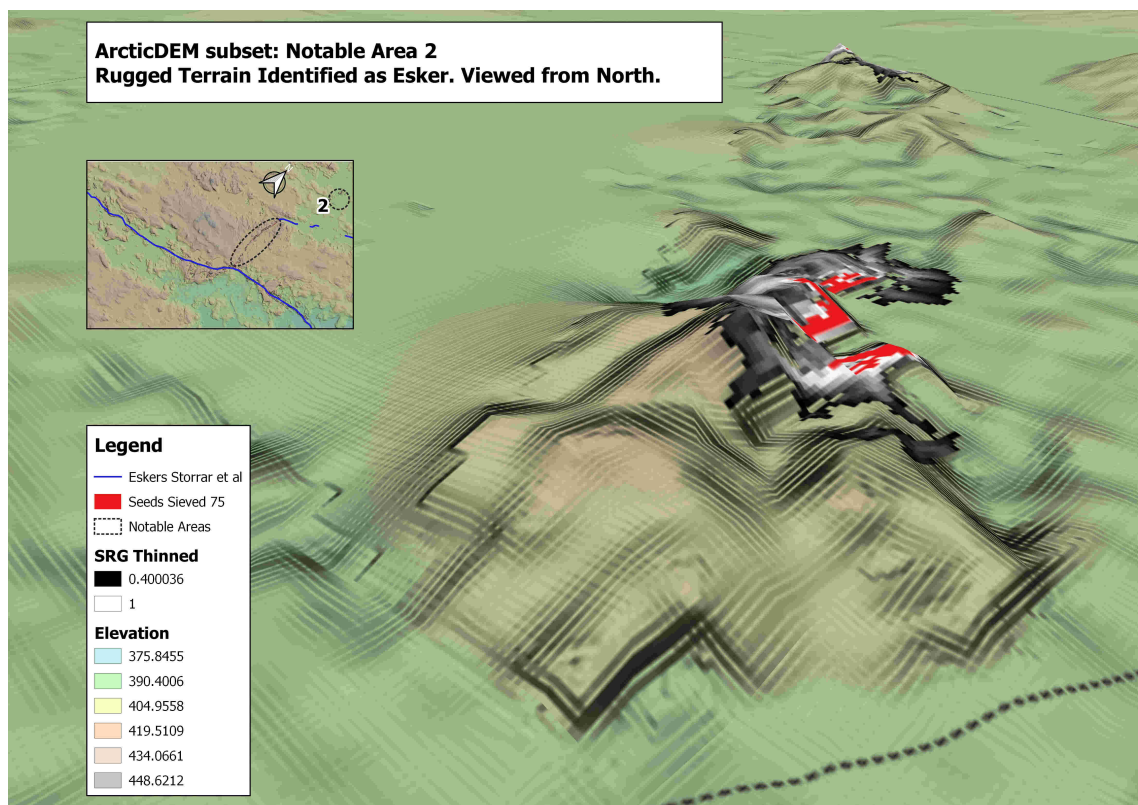 ArcticDEM subset: Notable Area 2
Rugged Terrain Identified as Esker. Viewed from North.
2
Legend
Eskers Storrar et al
Seeds Sieved 75
Notable Areas
SRG Thinned
0.400036
1
Elevation
375.8455
390.4006
404.9558
419.5109
434.0661
448.6212